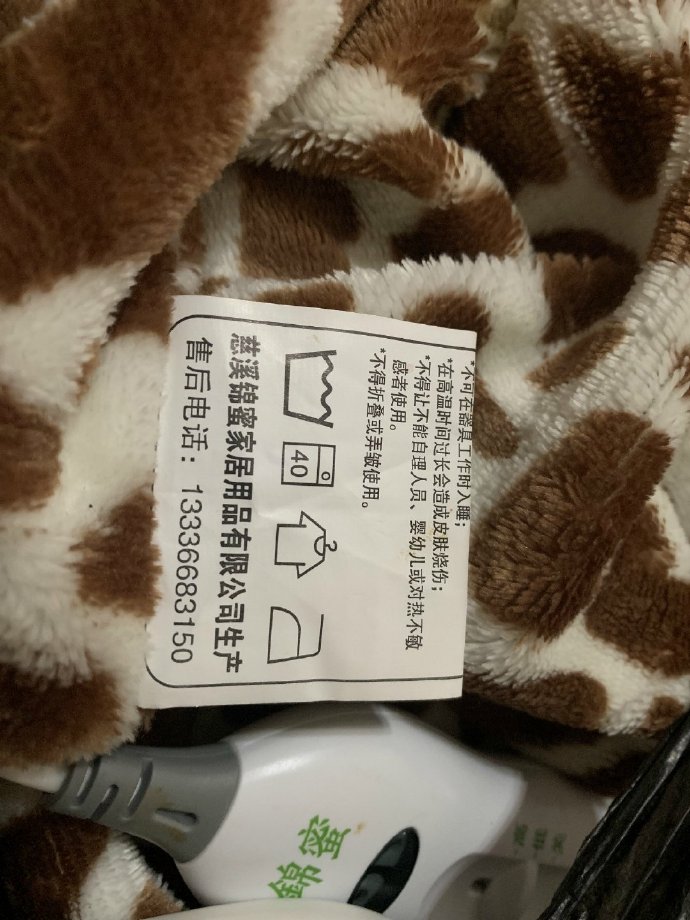 *不可在器具工作时入睡;
*在高温时间过长会造成皮肤烧伤;
*不得让不能自理人员、婴幼儿或对热不敏
感者使用。
*不得折叠或弄皱使用。
40
慈溪锦蜜家居用品有限公司生产
售后电话: 13336683150
錦蜜